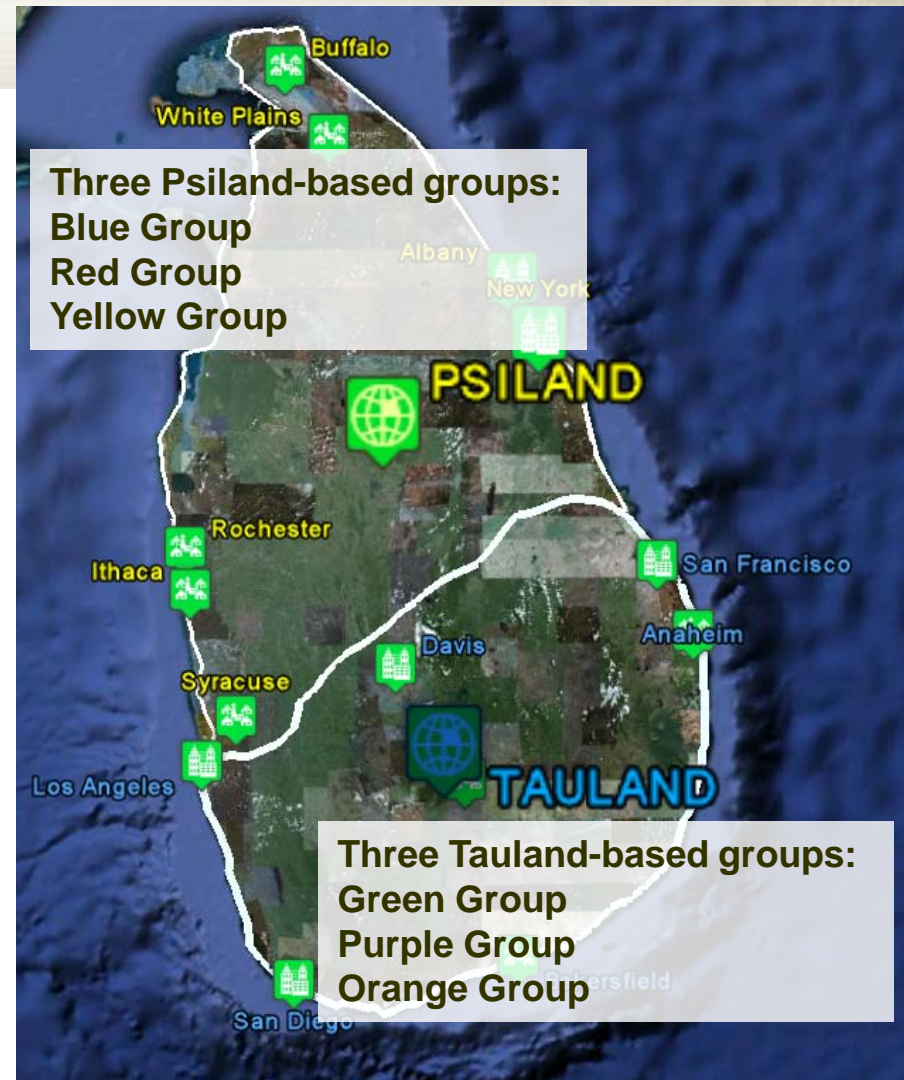 Buffalo
White Plains
Three Psiland-based groups:
Blue Group
Red Group
Yellow Group
Albany
New York
PSILAND
Rochester
Ithaca
San Francisco
Anaheim
Davis
Syracuse
Los Angeles
TAULAND
Three Tauland-based groups:
Green Group
Purple Group
Orange Group
Bakersfield
San Diego